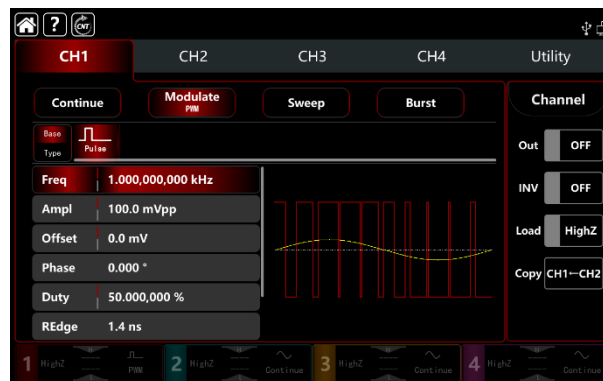 ? CNT
CH1 CH2 CH3 CH4 Utility
Continue Modulate PWM Sweep Burst Channel
Base Type Pulse
Out OFF
Freq 1.000,000,000 kHz
INV OFF
Ampl 100.0 mVpp
Offset 0.0 mV
Load HighZ
Phase 0.000 °
Copy CH1←CH2
Duty 50.000,000 %
REdge 1.4 ns
1 HighZ PWM 2 HighZ Continue 3 HighZ Continue 4 HighZ Continue